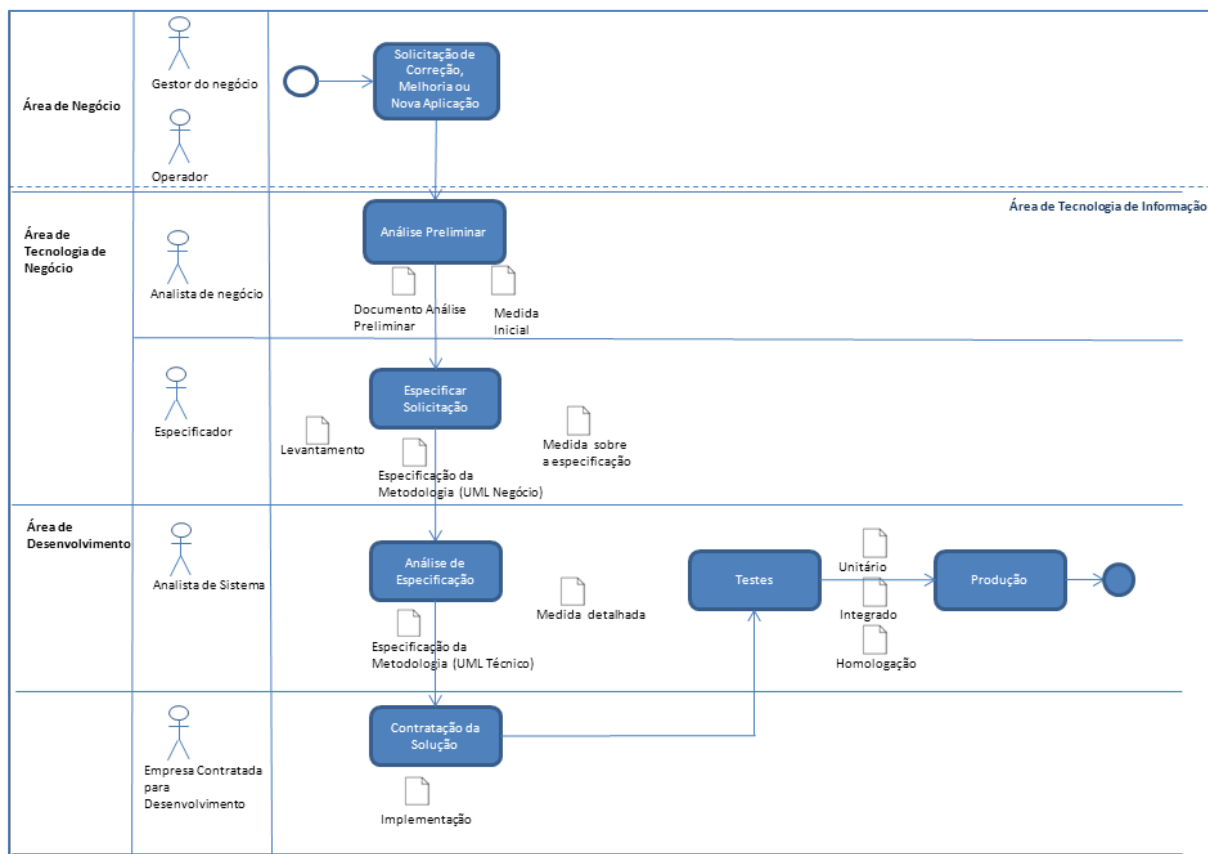 Área de Negócio
Gestor do negócio
Operador
Solicitação de
Correção,
Melhoria ou
Nova Aplicação
Área de Tecnologia de Informação
Área de
Tecnologia de
Negócio
Analista de negócio
Análise Preliminar
Documento Análise
Preliminar
Medida
Inicial
Especificador
Especificar
Solicitação
Levantamento
Especificação da
Metodologia (UML Negócio)
Medida sobre
a especificação
Área de
Desenvolvimento
Analista de Sistema
Análise de
Especificação
Especificação da
Metodologia (UML Técnico)
Medida detalhada
Testes
Unitário
Integrado
Homologação
Produção
Empresa Contratada
para
Desenvolvimento
Contratação da
Solução
Implementação